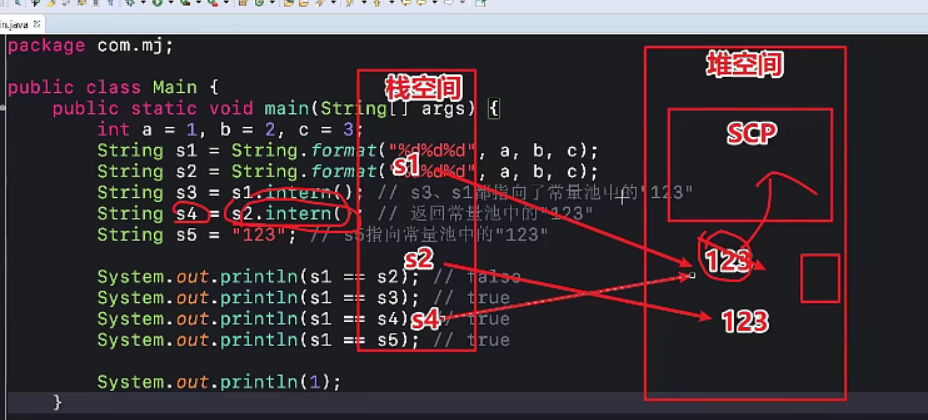 in.java
package com.mj;
public class Main {
public static void main(String[] args) {
int a = 1, b = 2, c = 3;
String s1 = String.format("%d%d%d", a, b, c);
String s2 = String.format("%d%d", a, b, c);
String s3 = s1.intern(); // s3、s1都指向了常量池中的"123"
String s4 = s2.intern( ; // 返回常量池中的"123"
String s5 = "123"; // s5指向常量池中的"123"
System.out.println(s1 == s2); // false
System.out.println(s1 == s3); // true
System.out.println(s1 == s4) // true
System.out.println(s1 == s5); // true
System.out.println(1);
}
栈空间
s1
s2
s4
堆空间
SCP
123
123